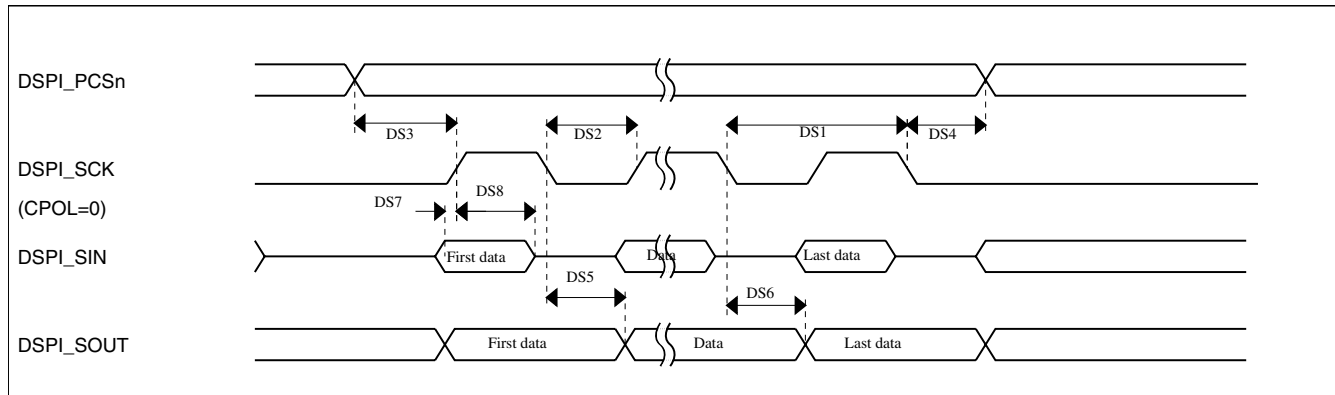 DSPI_PCSn
DS3
DS2
DS1
DS4
DSPI_SCK
(CPOL=0)
DS7
DS8
DSPI_SIN
First data
Data
Last data
DS5
DS6
DSPI_SOUT
First data
Data
Last data